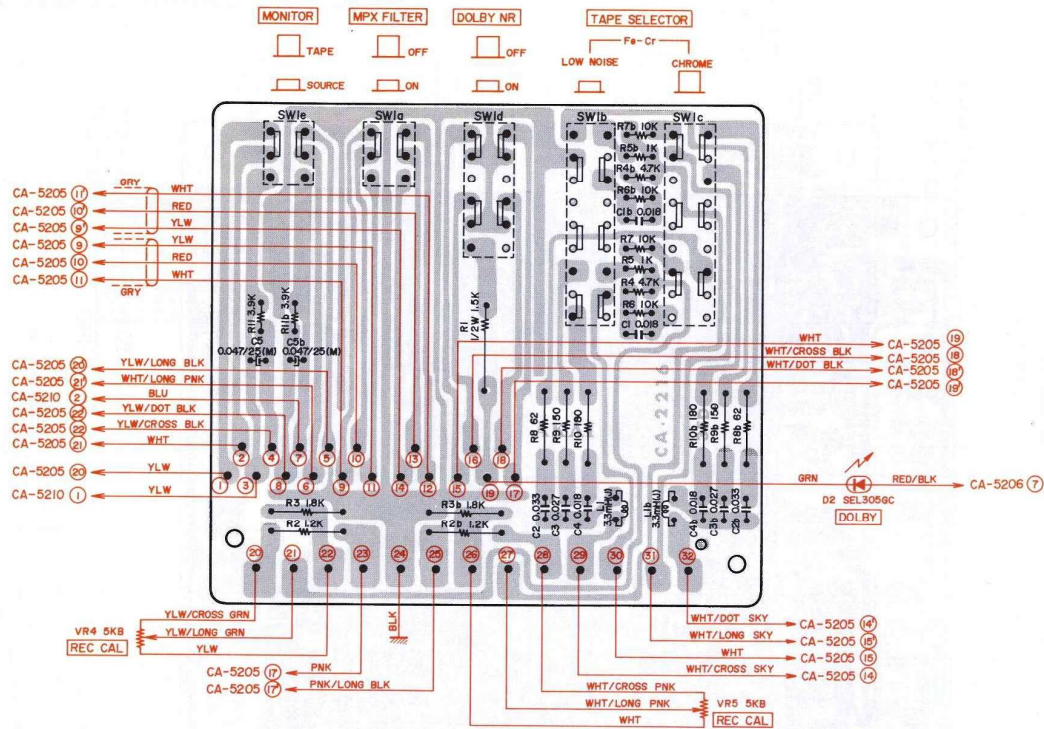 MONITOR
MPX FILTER
DOLBY NR
TAPE SELECTOR
Fe-Cr
TAPE
OFF
OFF
LOW NOISE
CHROME
SOURCE
ON
ON
SW1e
SW1a
SW1d
SW1b
SW1c
R7b 10K
R5b 1K
R4b 4.7K
R6b 10K
C1b 0.018
R7 10K
R5 1K
R4 4.7K
R6 10K
C1 0.018
GRY
CA-5205 11' WHT
CA-5205 10' RED
CA-5205 9' YLW
CA-5205 9 YLW
CA-5205 10 RED
CA-5205 11 WHT
GRY
R11 3.9K
R11b 3.9K
C5
0.047/25(M)
C5b
0.047/25(M)
R1
1/2W 1.5K
CA-5205 20' YLW/LONG BLK
CA-5205 21' WHT/LONG PNK
CA-5210 2 BLU
CA-5205 22' YLW/DOT BLK
CA-5205 22 YLW/CROSS BLK
CA-5205 21 WHT
CA-5205 20 YLW
CA-5210 1 YLW
WHT CA-5205 19
WHT/CROSS BLK CA-5205 18
WHT/DOT BLK CA-5205 18'
CA-5205 19'
CA-2216
R8 62
R9 150
R10 180
R10b 180
R9b 150
R8b 62
2 4 7 5 10 13 16 18
1 3 8 6 9 11 14 12 15 19 17
GRN
RED/BLK
CA-5206 7
D2 SEL305GC
DOLBY
R3 1.8K
R2 1.2K
R3b 1.8K
R2b 1.2K
C2 0.033
C3 0.027
C4 0.018
L1
3.3mH(J)
L1b
3.3mH(J)
C4b 0.018
C3b 0.027
C2b 0.033
20 21 22 23 24 25 26 27 28 29 30 31 32
YLW/CROSS GRN
YLW/LONG GRN
YLW
VR4 5KB
REC CAL
BLK
CA-5205 17 PNK
CA-5205 17' PNK/LONG BLK
WHT/DOT SKY CA-5205 14'
WHT/LONG SKY CA-5205 15'
WHT CA-5205 15
WHT/CROSS SKY CA-5205 14
WHT/CROSS PNK
WHT/LONG PNK
WHT
VR5 5KB
REC CAL